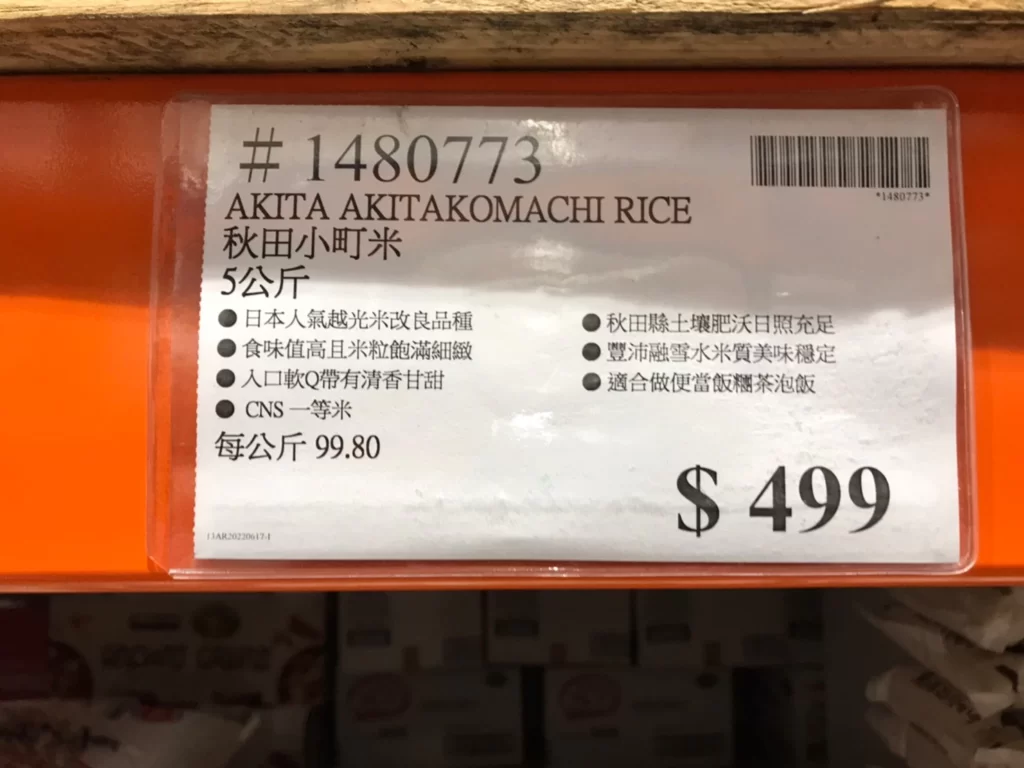 # 1480773
*1480773*
AKITA AKITAKOMACHI RICE
秋田小町米
5公斤
●日本人氣越光米改良品種
●食味值高且米粒飽滿細緻
●入口軟Q帶有清香甘甜
●CNS 一等米
●秋田縣土壤肥沃日照充足
●豐沛融雪水米質美味穩定
●適合做便當飯糰茶泡飯
每公斤 99.80
$ 499
13AR20220617-1